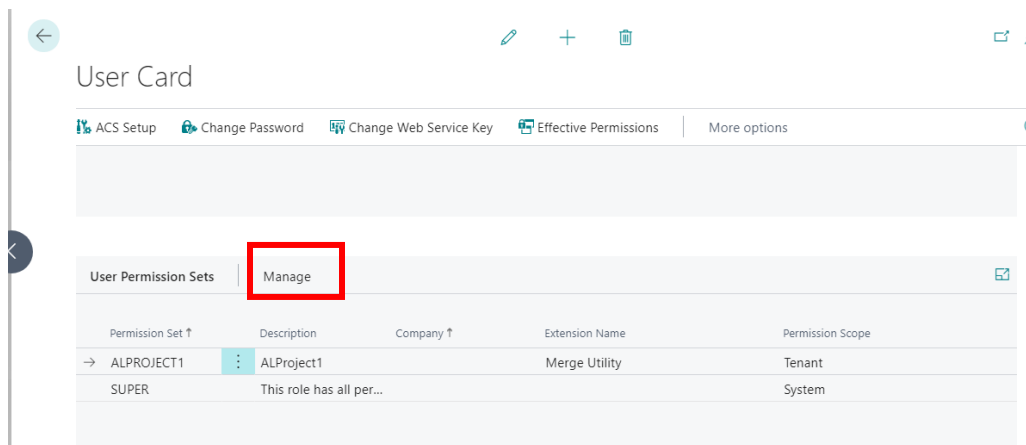 User Card
ACS Setup Change Password Change Web Service Key Effective Permissions More options
User Permission Sets Manage
Permission Set ↑ Description Company ↑ Extension Name Permission Scope
ALPROJECT1 ALProject1 Merge Utility Tenant
SUPER This role has all per... System